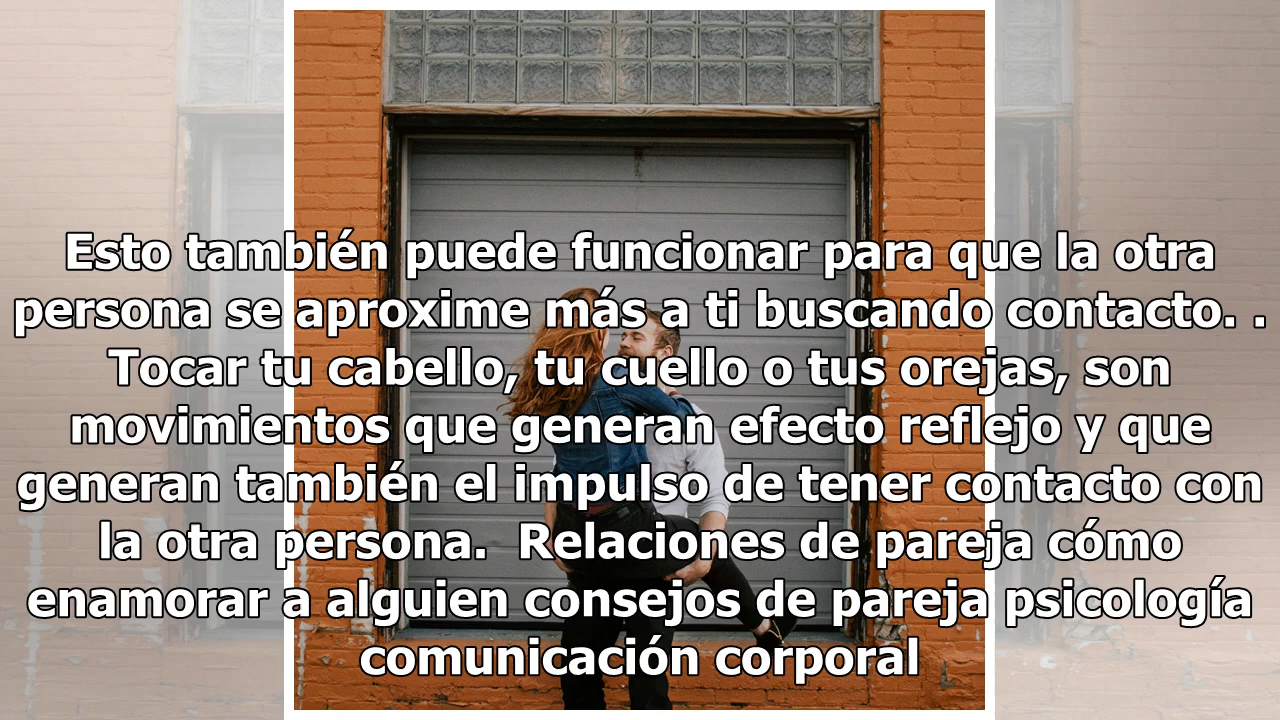 Esto también puede funcionar para que la otra
persona se aproxime más a ti buscando contacto. .
Tocar tu cabello, tu cuello o tus orejas, son
movimientos que generan efecto reflejo y que
generan también el impulso de tener contacto con
la otra persona.  Relaciones de pareja cómo
enamorar a alguien consejos de pareja psicología
comunicación corporal